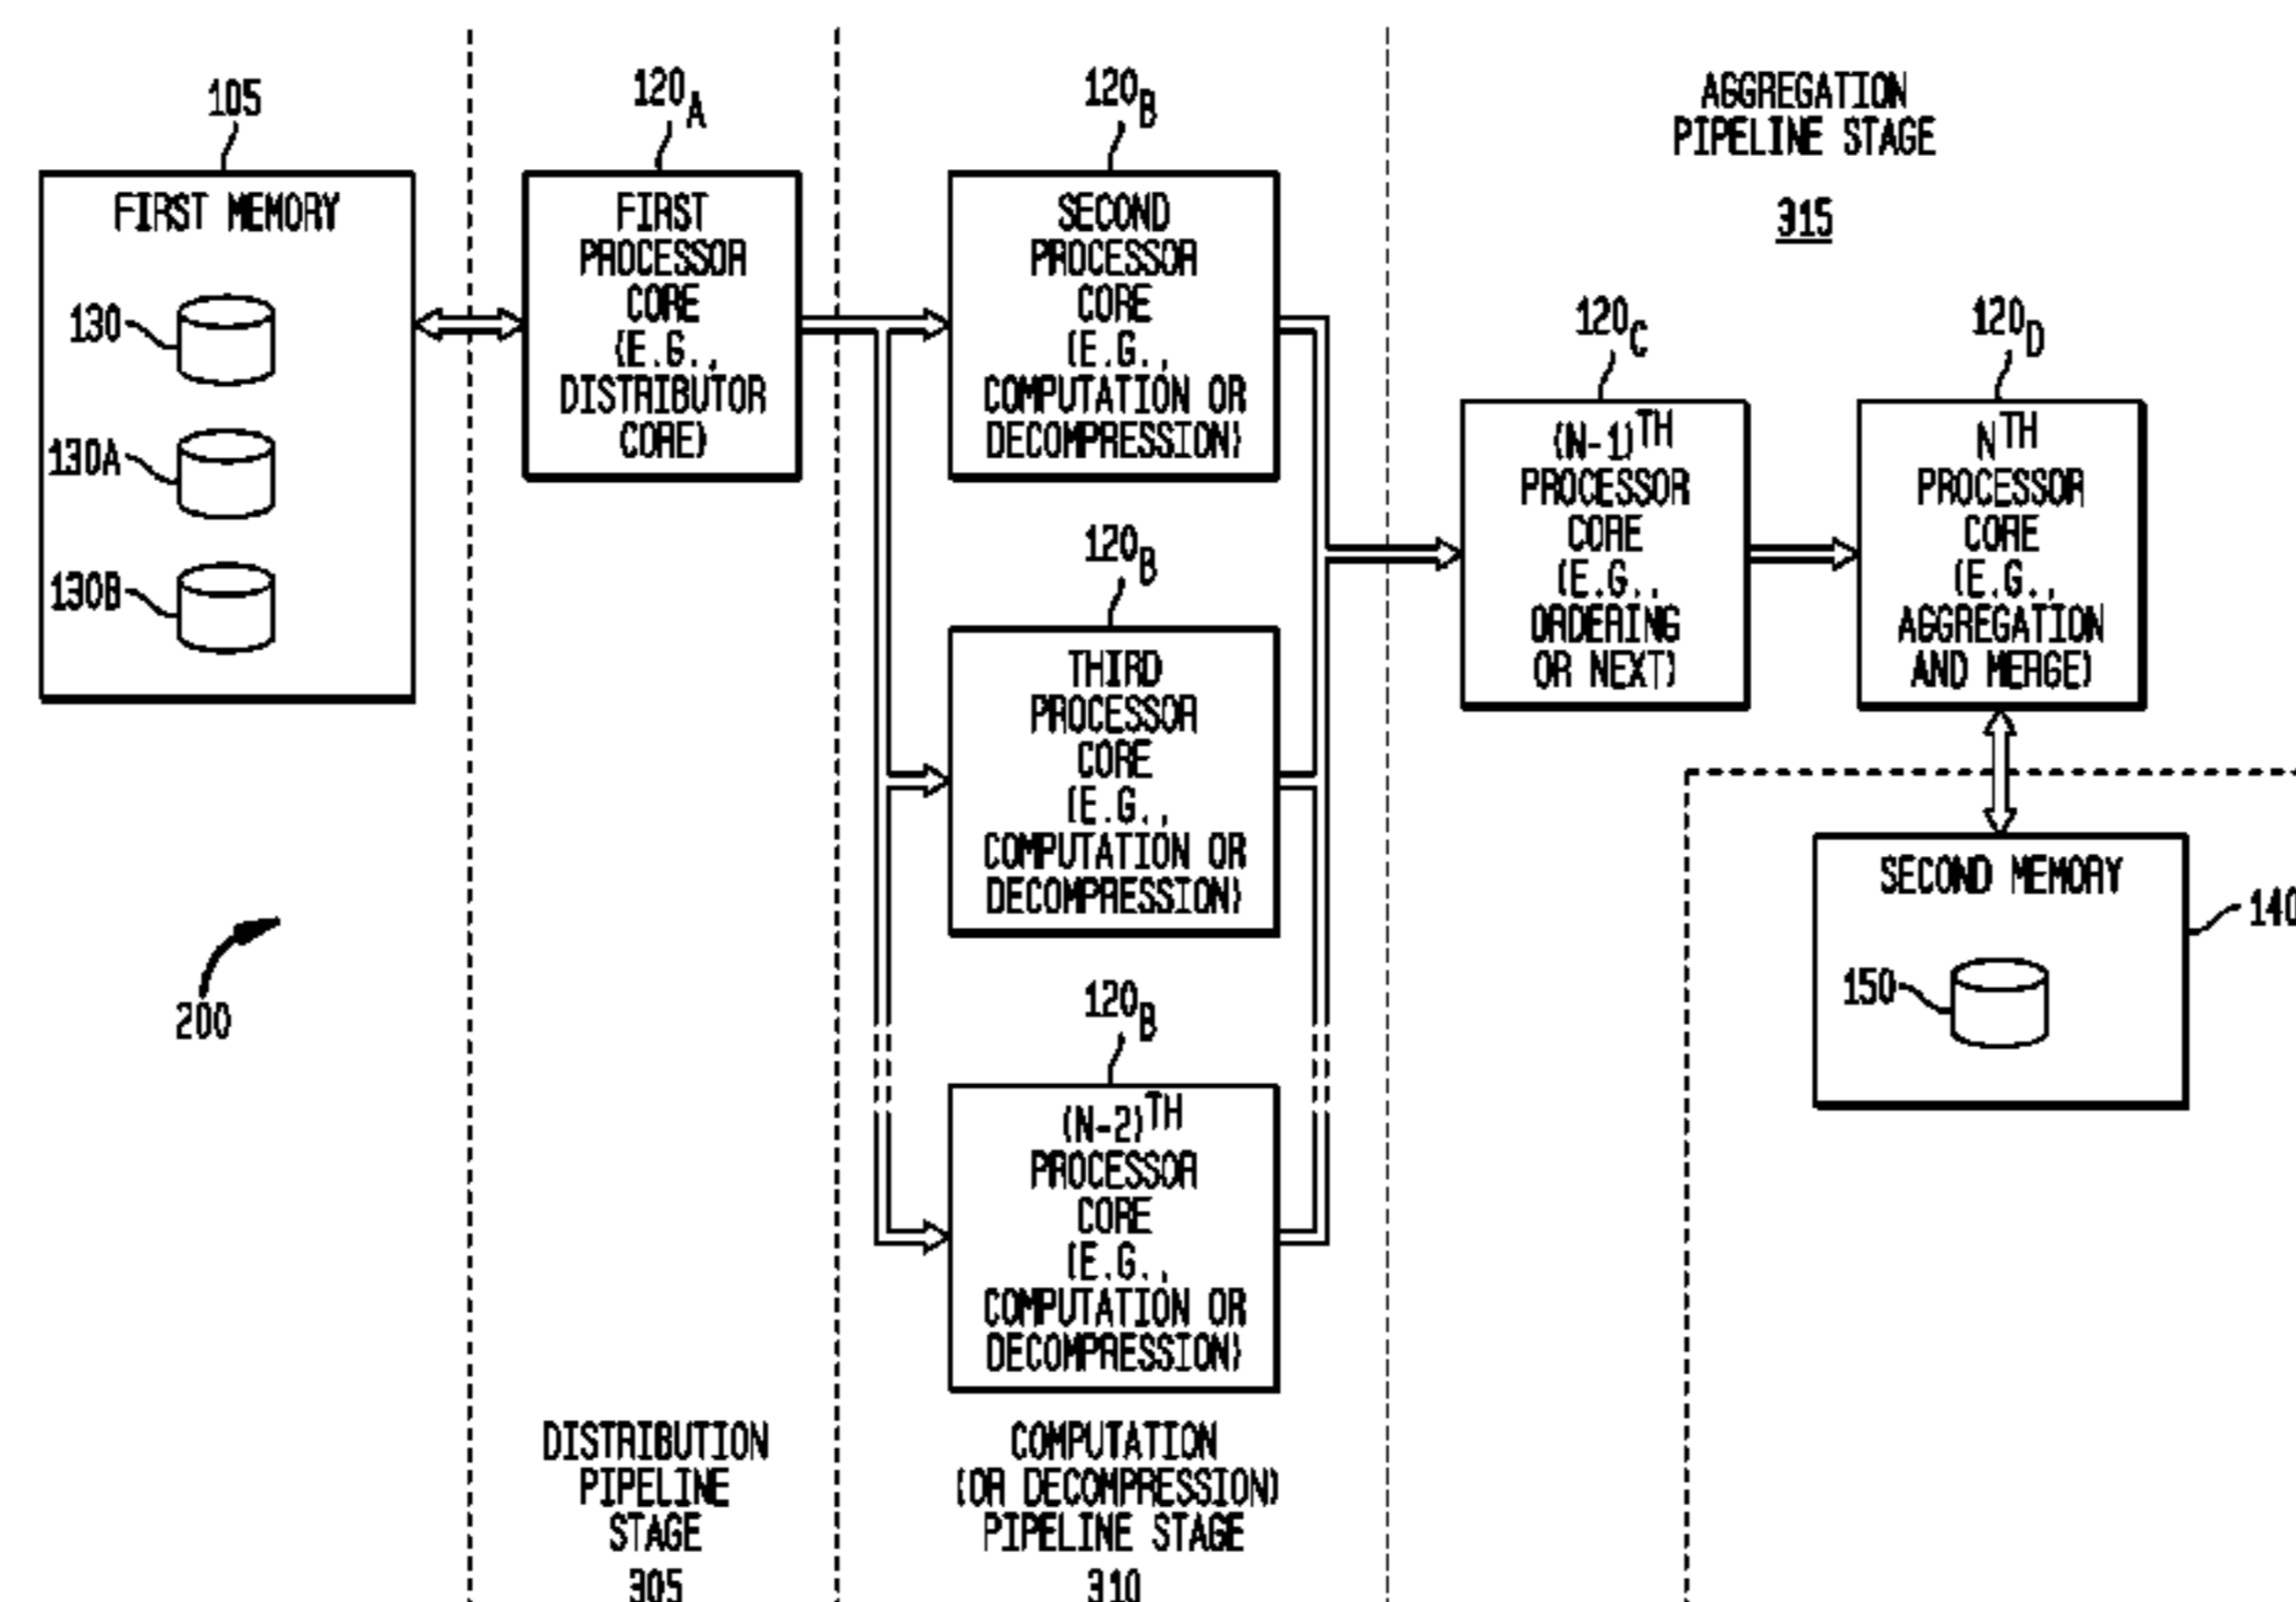 105
FIRST MEMORY
130
130A
130B
200
120A
FIRST
PROCESSOR
CORE
(E.G.,
DISTRIBUTOR
CORE)
DISTRIBUTION
PIPELINE
STAGE
305
120B
SECOND
PROCESSOR
CORE
(E.G.,
COMPUTATION OR
DECOMPRESSION)
120B
THIRD
PROCESSOR
CORE
(E.G.,
COMPUTATION OR
DECOMPRESSION)
120B
(N-2)TH
PROCESSOR
CORE
(E.G.,
COMPUTATION OR
DECOMPRESSION)
COMPUTATION
(OR DECOMPRESSION)
PIPELINE STAGE
310
AGGREGATION
PIPELINE STAGE
315
120C
(N-1)TH
PROCESSOR
CORE
(E.G.,
ORDERING
OR NEXT)
120D
NTH
PROCESSOR
CORE
(E.G.,
AGGREGATION
AND MERGE)
SECOND MEMORY
140
150